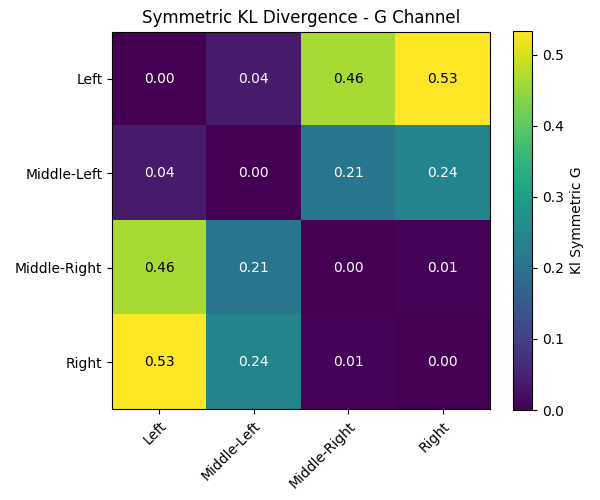 Symmetric KL Divergence - G Channel
Left
0.00 0.04 0.46 0.53
Middle-Left
0.04 0.00 0.21 0.24
Middle-Right
0.46 0.21 0.00 0.01
Right
0.53 0.24 0.01 0.00
Left
Middle-Left
Middle-Right
Right
0.5
0.4
0.3
0.2
0.1
0.0
Kl Symmetric G